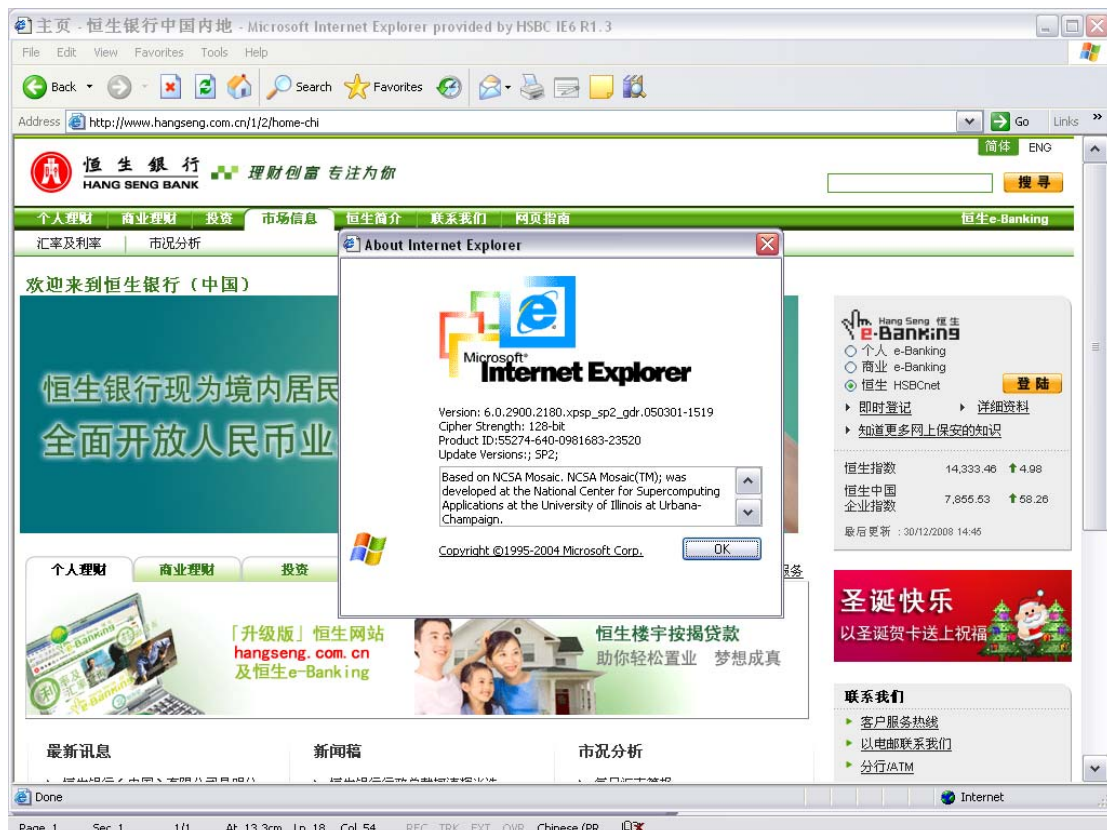 主页 - 恒生银行中国内地 - Microsoft Internet Explorer provided by HSBC IE6 R1.3
File Edit View Favorites Tools Help
Back Search Favorites
Address http://www.hangseng.com.cn/1/2/home-chi Go Links
简体 ENG
恒生銀行
HANG SENG BANK
理财创富 专注为你
搜寻
个人理财 商业理财 投资 市场信息 恒生简介 联系我们 网页指南 恒生e-Banking
汇率及利率 市况分析
About Internet Explorer
欢迎来到恒生银行（中国）
恒生银行现为境内居民
全面开放人民币业
Microsoft®
Internet Explorer
Version: 6.0.2900.2180.xpsp_sp2_gdr.050301-1519
Cipher Strength: 128-bit
Product ID:55274-640-0981683-23520
Update Versions:; SP2;
Based on NCSA Mosaic. NCSA Mosaic(TM); was
developed at the National Center for Supercomputing
Applications at the University of Illinois at Urbana-
Champaign.
Copyright ©1995-2004 Microsoft Corp.
OK
Hang Seng 恒生
e-Banking
个人 e-Banking
商业 e-Banking
恒生 HSBCnet
登陆
即时登记 详细资料
知道更多网上保安的知识
恒生指数 14,333.46 4.98
恒生中国
企业指数 7,855.53 58.26
最后更新 : 30/12/2008 14:45
个人理财 商业理财 投资 服务
「升级版」恒生网站
hangseng.com.cn
及恒生e-Banking
e-Banking
恒生楼宇按揭贷款
助你轻松置业 梦想成真
圣诞快乐
以圣诞贺卡送上祝福
联系我们
客户服务热线
以电邮联系我们
分行/ATM
最新讯息 新闻稿 市况分析
Done Internet
Page 1 Sec 1 1/1 At 13.3cm Ln 18 Col 54 REC TRK EXT OVR Chinese (PR